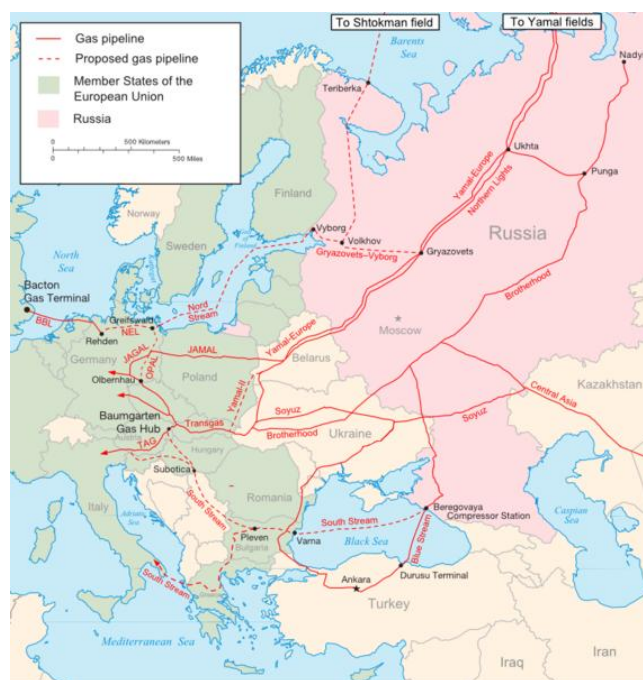 To Shtokman field
To Yamal fields
Gas pipeline
Proposed gas pipeline
Member States of the
European Union
Russia
0 500 Kilometers
0 500 Miles
Barents
Sea
Nady
Teriberka
Ukhta
Punga
Yamal-Europe
Northern Lights
Finland
Norway
Sweden
Vyborg
Volkhov
Gryazovets
Gryazovets–Vyborg
Russia
Brotherhood
North
Sea
Bacton
Gas Terminal
BBL
Greifswald
Nord
Stream
NEL
Rehden
Moscow
Yamal-Europe
Belarus
JAGAL
OPAL
JAMAL
Germany
Poland
Olbernhau
Yamal-II
Kazakhstan
Central Asia
Baumgarten
Gas Hub
Transgas
Soyuz
Soyuz
Brotherhood
Ukraine
TAG
Austria
Hungary
Subotica
Romania
South Stream
Italy
Adriatic
Sea
Beregovaya
Compressor Station
Caspian
Sea
South Stream
Pleven
Bulgaria
Varna
Black Sea
Blue Stream
Durusu Terminal
South Stream
Ankara
Turkey
Mediterranean Sea
Iraq
Iran